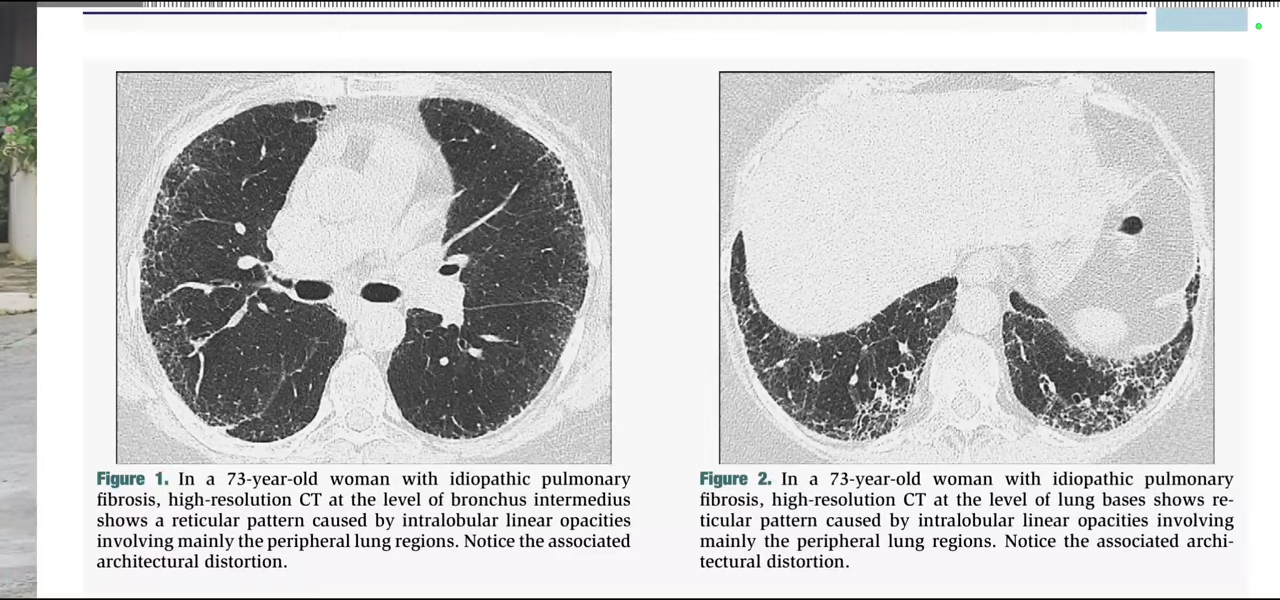 Figure 1. In a 73-year-old woman with idiopathic pulmonary
fibrosis, high-resolution CT at the level of bronchus intermedius
shows a reticular pattern caused by intralobular linear opacities
involving mainly the peripheral lung regions. Notice the associated
architectural distortion.
Figure 2. In a 73-year-old woman with idiopathic pulmonary
fibrosis, high-resolution CT at the level of lung bases shows re-
ticular pattern caused by intralobular linear opacities involving
mainly the peripheral lung regions. Notice the associated archi-
tectural distortion.